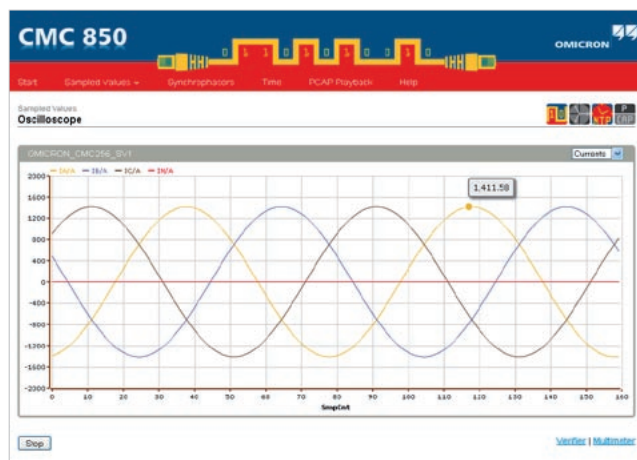 CMC 850
OMICRON
Start Sampled Values Synchrophasors Time PCAP Playback Help
Sampled Values
Oscilloscope
NTP
P
CAP
OMICRON_CMC256_SV1
Currents
IA/A IB/A IC/A IN/A
1,411.58
2000
1600
1200
800
400
0
-400
-800
-1200
-1600
-2000
0 10 20 30 40 50 60 70 80 90 100 110 120 130 140 150 160
SmpCnt
Stop
Verifier | Multimeter